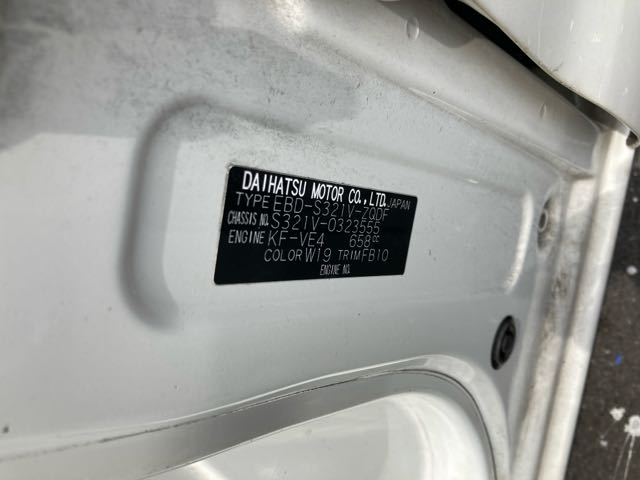 DAIHATSU MOTOR CO., LTD. JAPAN
TYPE EBD-S321V-ZQDF
CHASSIS NO. S321V-0323555
ENGINE KF-VE4 658cc
COLOR W19 TRIM FB10
ENGINE NO.